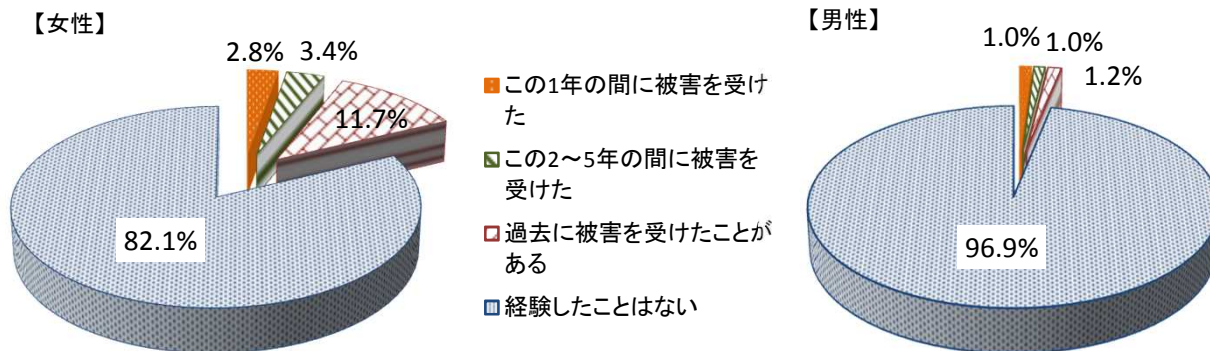 【女性】
2.8%
3.4%
11.7%
82.1%
この1年の間に被害を受け
た
この2～5年の間に被害を
受けた
過去に被害を受けたことが
ある
経験したことはない
【男性】
1.0%
1.0%
1.2%
96.9%